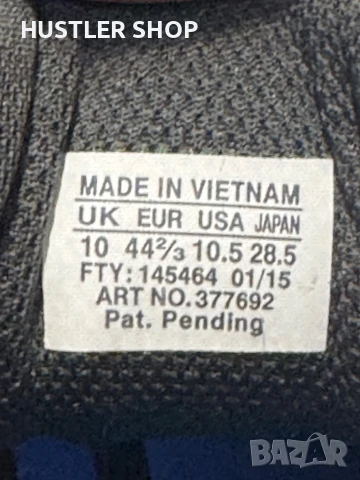 HUSTLER SHOP
MADE IN VIETNAM
UK EUR USA JAPAN
10 44²/₃ 10.5 28.5
FTY: 145464 01/15
ART NO. 377692
Pat. Pending
BAZAR